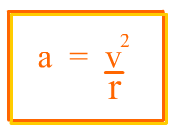 a = v²/r